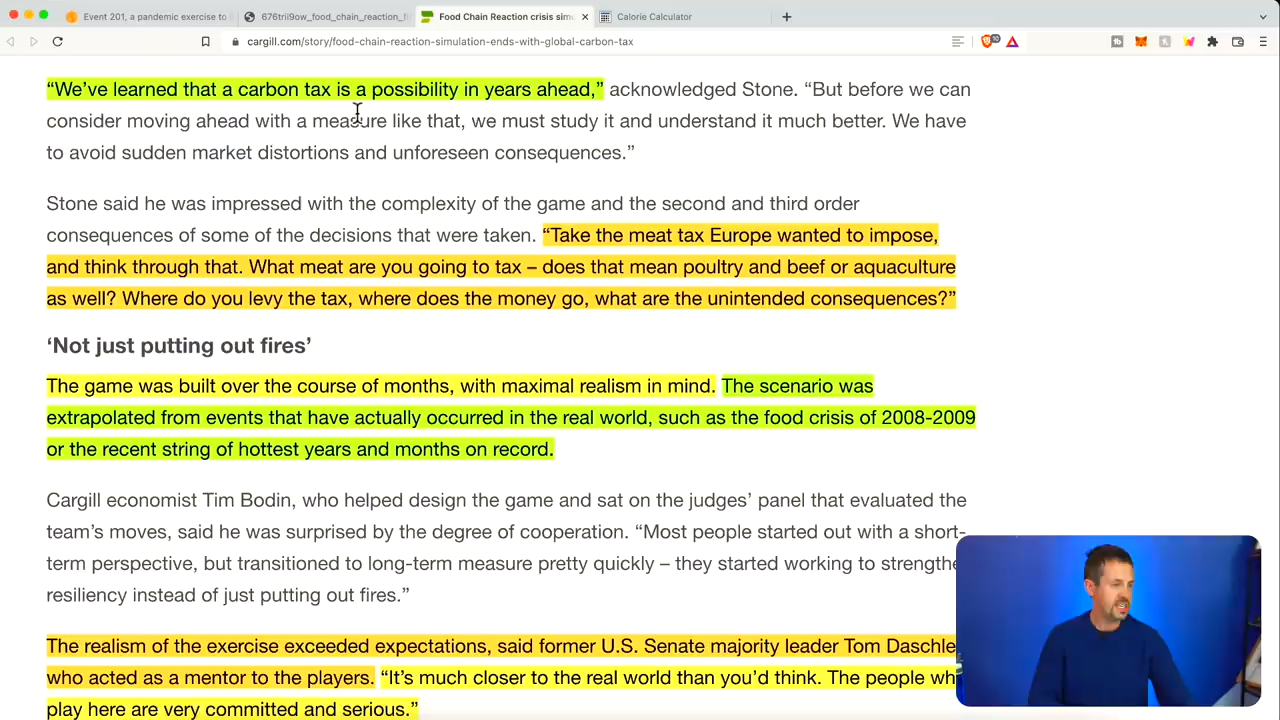 Event 201, a pandemic exercise to
676trii9ow_food_chain_reaction_
Food Chain Reaction crisis sim
Calorie Calculator
cargill.com/story/food-chain-reaction-simulation-ends-with-global-carbon-tax
“We’ve learned that a carbon tax is a possibility in years ahead,” acknowledged Stone. “But before we can
consider moving ahead with a measure like that, we must study it and understand it much better. We have
to avoid sudden market distortions and unforeseen consequences.”
Stone said he was impressed with the complexity of the game and the second and third order
consequences of some of the decisions that were taken. “Take the meat tax Europe wanted to impose,
and think through that. What meat are you going to tax – does that mean poultry and beef or aquaculture
as well? Where do you levy the tax, where does the money go, what are the unintended consequences?”
‘Not just putting out fires’
The game was built over the course of months, with maximal realism in mind. The scenario was
extrapolated from events that have actually occurred in the real world, such as the food crisis of 2008-2009
or the recent string of hottest years and months on record.
Cargill economist Tim Bodin, who helped design the game and sat on the judges’ panel that evaluated the
team’s moves, said he was surprised by the degree of cooperation. “Most people started out with a short-
term perspective, but transitioned to long-term measure pretty quickly – they started working to strengthe
resiliency instead of just putting out fires.”
The realism of the exercise exceeded expectations, said former U.S. Senate majority leader Tom Daschle,
who acted as a mentor to the players. “It’s much closer to the real world than you’d think. The people wh
play here are very committed and serious.”